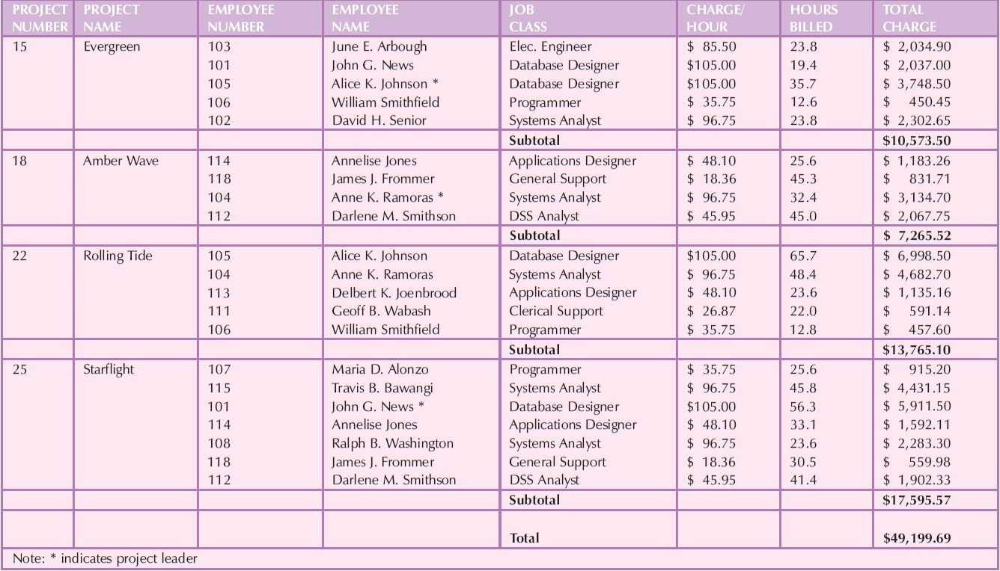 PROJECT NUMBER PROJECT NAME EMPLOYEE NUMBER EMPLOYEE NAME JOB CLASS CHARGE/ HOUR HOURS BILLED TOTAL CHARGE
15 Evergreen 103 June E. Arbough Elec. Engineer $ 85.50 23.8 $ 2,034.90
101 John G. News Database Designer $105.00 19.4 $ 2,037.00
105 Alice K. Johnson * Database Designer $105.00 35.7 $ 3,748.50
106 William Smithfield Programmer $ 35.75 12.6 $ 450.45
102 David H. Senior Systems Analyst $ 96.75 23.8 $ 2,302.65
Subtotal $10,573.50
18 Amber Wave 114 Annelise Jones Applications Designer $ 48.10 25.6 $ 1,183.26
118 James J. Frommer General Support $ 18.36 45.3 $ 831.71
104 Anne K. Ramoras * Systems Analyst $ 96.75 32.4 $ 3,134.70
112 Darlene M. Smithson DSS Analyst $ 45.95 45.0 $ 2,067.75
Subtotal $ 7,265.52
22 Rolling Tide 105 Alice K. Johnson Database Designer $105.00 65.7 $ 6,998.50
104 Anne K. Ramoras Systems Analyst $ 96.75 48.4 $ 4,682.70
113 Delbert K. Joenbrood Applications Designer $ 48.10 23.6 $ 1,135.16
111 Geoff B. Wabash Clerical Support $ 26.87 22.0 $ 591.14
106 William Smithfield Programmer $ 35.75 12.8 $ 457.60
Subtotal $13,765.10
25 Starflight 107 Maria D. Alonzo Programmer $ 35.75 25.6 $ 915.20
115 Travis B. Bawangi Systems Analyst $ 96.75 45.8 $ 4,431.15
101 John G. News * Database Designer $105.00 56.3 $ 5,911.50
114 Annelise Jones Applications Designer $ 48.10 33.1 $ 1,592.11
108 Ralph B. Washington Systems Analyst $ 96.75 23.6 $ 2,283.30
118 James J. Frommer General Support $ 18.36 30.5 $ 559.98
112 Darlene M. Smithson DSS Analyst $ 45.95 41.4 $ 1,902.33
Subtotal $17,595.57
Total $49,199.69
Note: * indicates project leader